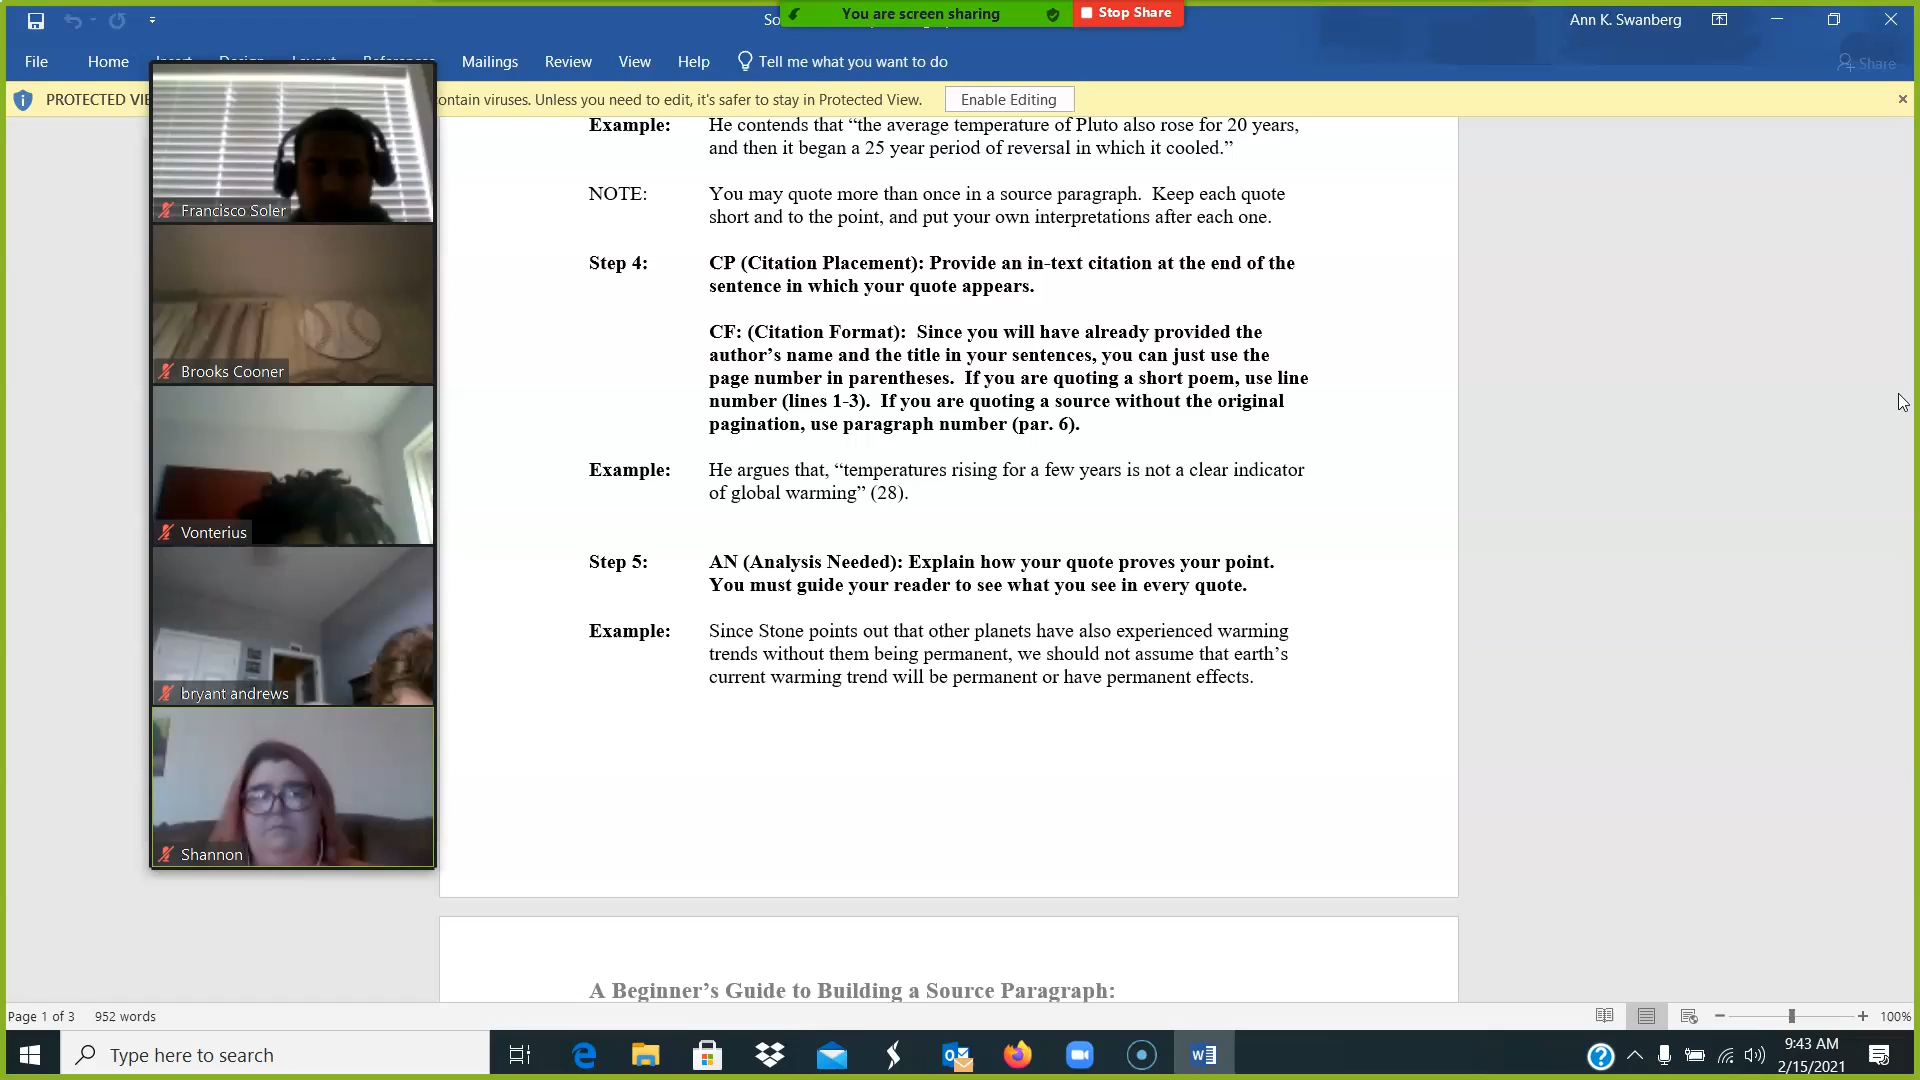 So
You are screen sharing
Stop Share
Ann K. Swanberg
File
Home
Insert
Design
Layout
References
Mailings
Review
View
Help
Tell me what you want to do
Share
PROTECTED VIE
ontain viruses. Unless you need to edit, it's safer to stay in Protected View.
Enable Editing
Example: He contends that “the average temperature of Pluto also rose for 20 years,
and then it began a 25 year period of reversal in which it cooled.”
NOTE: You may quote more than once in a source paragraph.  Keep each quote
short and to the point, and put your own interpretations after each one.
Step 4: CP (Citation Placement): Provide an in-text citation at the end of the
sentence in which your quote appears.
CF: (Citation Format):  Since you will have already provided the
author’s name and the title in your sentences, you can just use the
page number in parentheses.  If you are quoting a short poem, use line
number (lines 1-3).  If you are quoting a source without the original
pagination, use paragraph number (par. 6).
Example: He argues that, “temperatures rising for a few years is not a clear indicator
of global warming” (28).
Step 5: AN (Analysis Needed): Explain how your quote proves your point.
You must guide your reader to see what you see in every quote.
Example: Since Stone points out that other planets have also experienced warming
trends without them being permanent, we should not assume that earth’s
current warming trend will be permanent or have permanent effects.
A Beginner’s Guide to Building a Source Paragraph:
Francisco Soler
Brooks Cooner
Vonterius
bryant andrews
Shannon
Page 1 of 3
952 words
100%
Type here to search
9:43 AM
2/15/2021